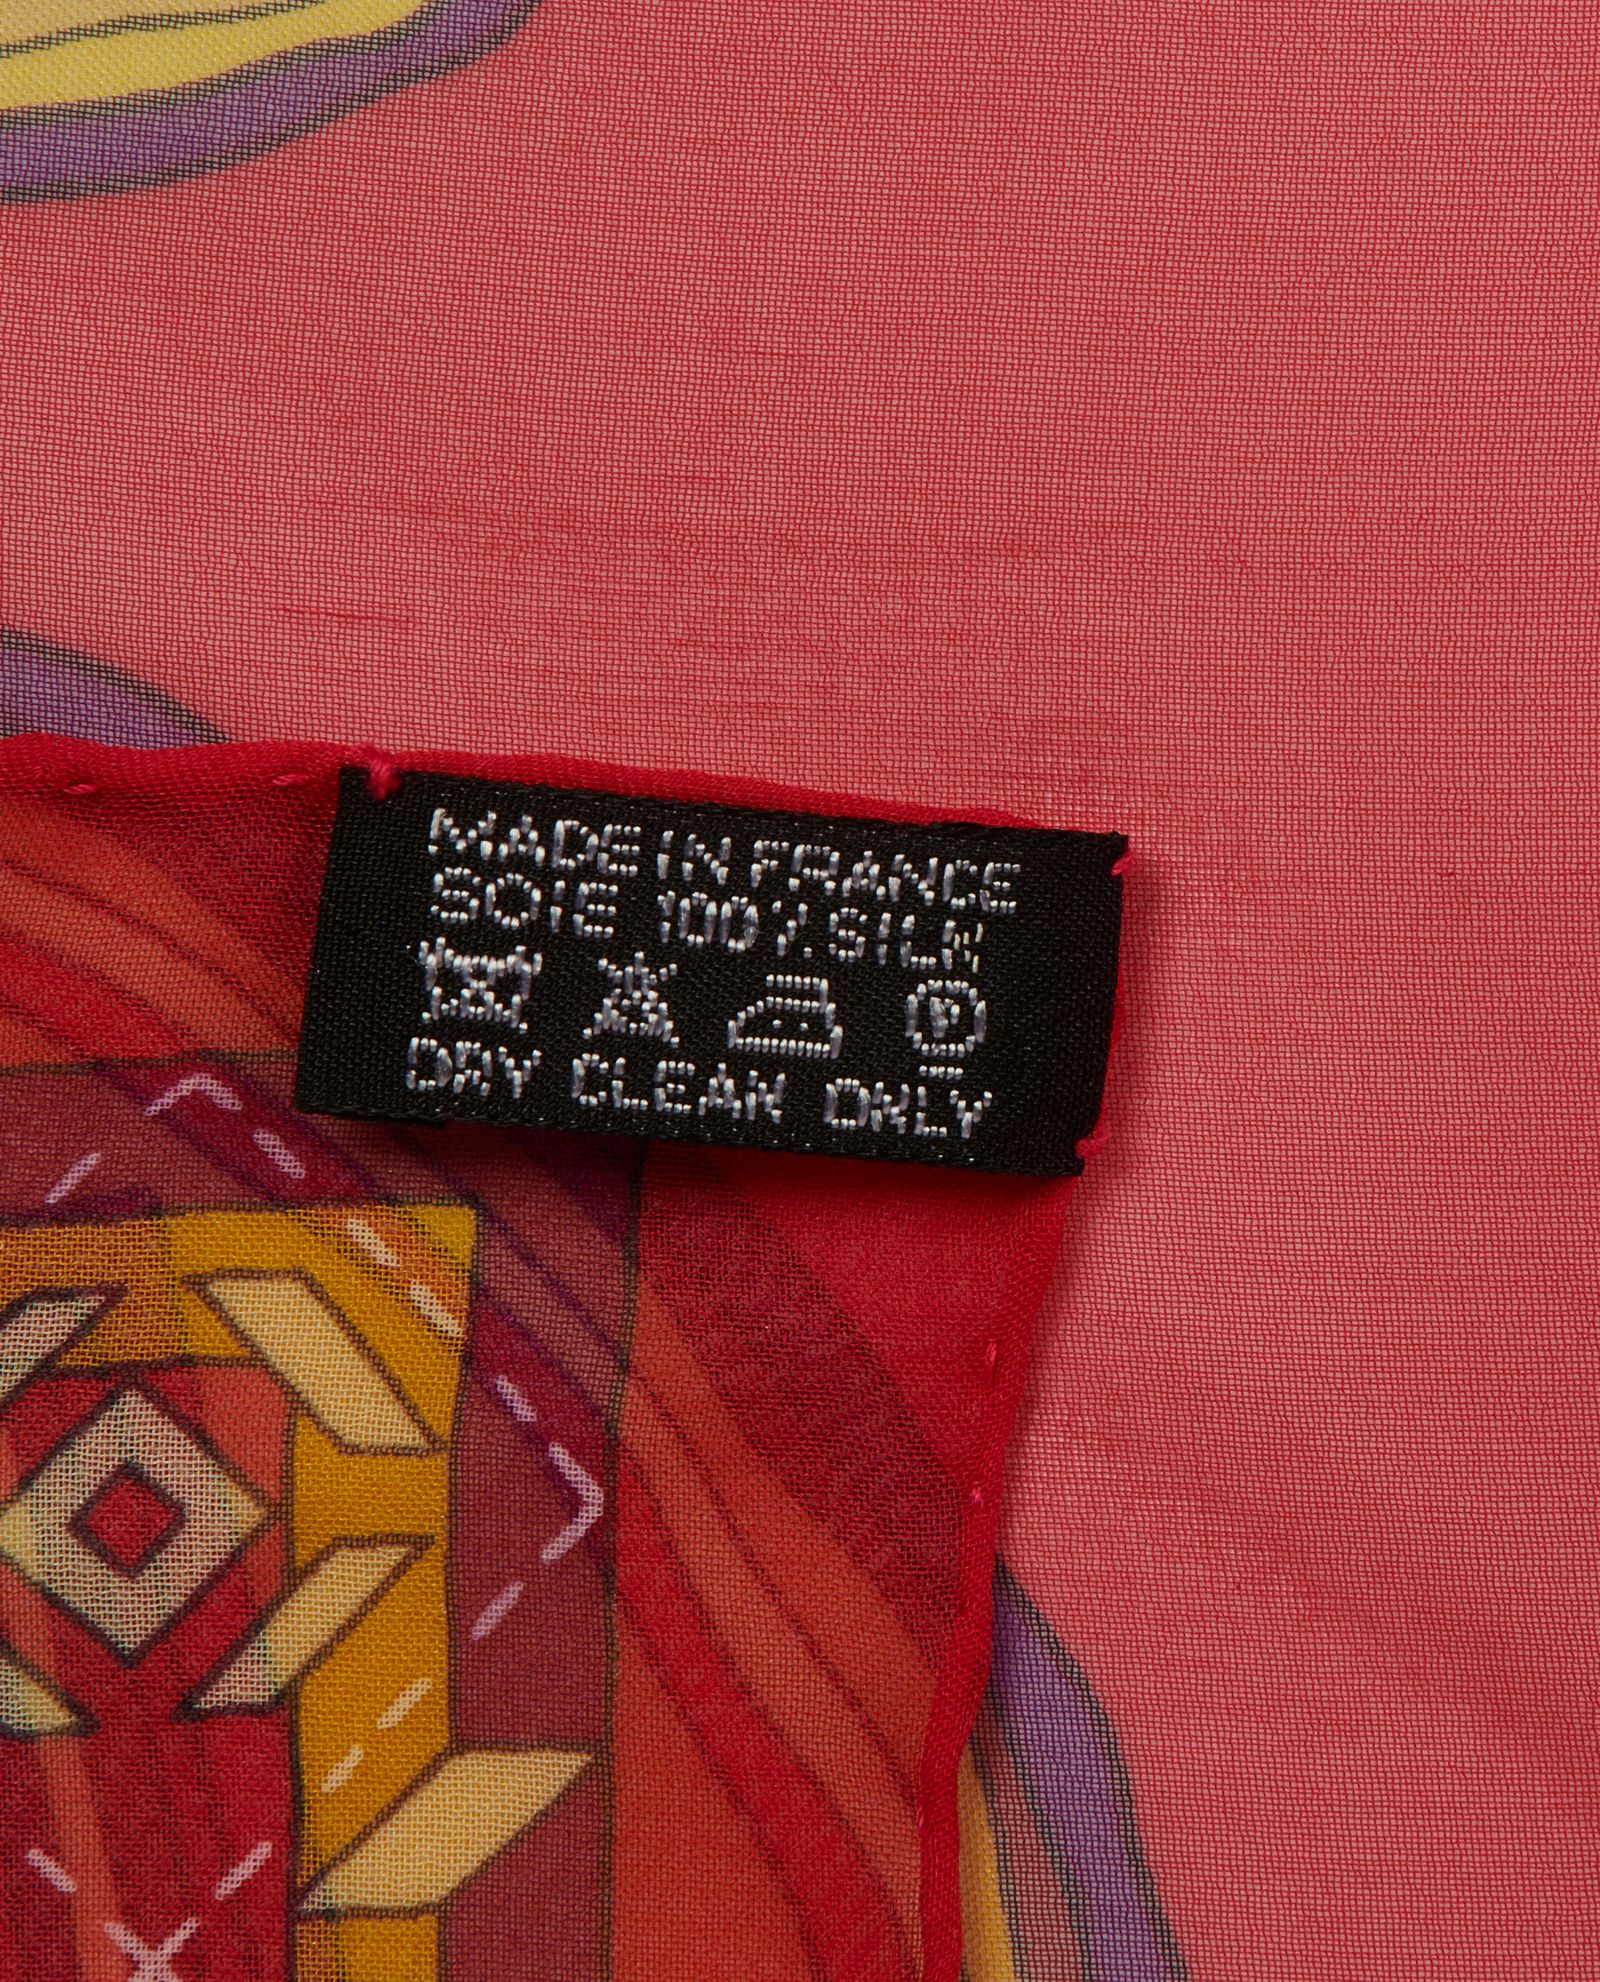 MADE IN FRANCE
SOIE 100% SILK
P
DRY CLEAN ONLY